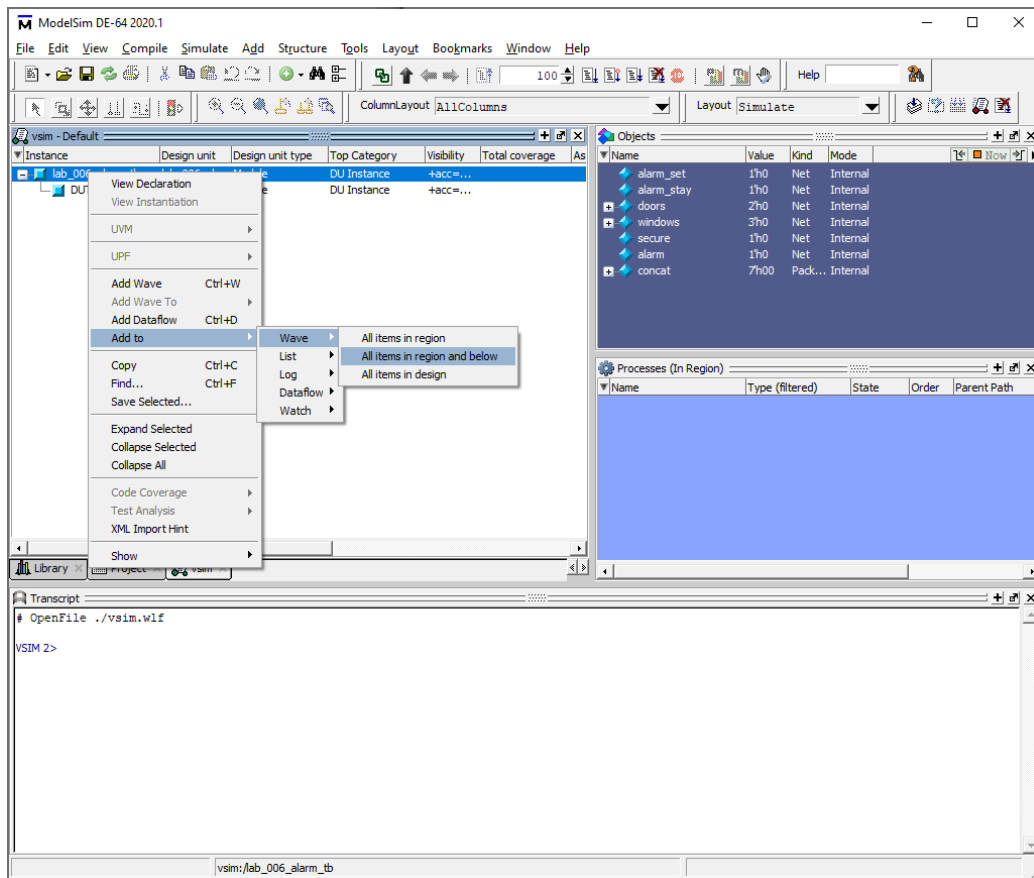 ModelSim DE-64 2020.1
File Edit View Compile Simulate Add Structure Tools Layout Bookmarks Window Help
100 Help
ColumnLayout AllColumns Layout Simulate
vsim - Default
Instance Design unit Design unit type Top Category Visibility Total coverage As
DU Instance +acc=...
DU Instance +acc=...
View Declaration
View Instantiation
UVM
UPF
Add Wave Ctrl+W
Add Wave To
Add Dataflow Ctrl+D
Add to
Copy Ctrl+C
Find... Ctrl+F
Save Selected...
Expand Selected
Collapse Selected
Collapse All
Code Coverage
Test Analysis
XML Import Hint
Show
Wave
List
Log
Dataflow
Watch
All items in region
All items in region and below
All items in design
Library Project vsim
Objects
Name Value Kind Mode Now
alarm_set 1'h0 Net Internal
alarm_stay 1'h0 Net Internal
doors 2'h0 Net Internal
windows 3'h0 Net Internal
secure 1'h0 Net Internal
alarm 1'h0 Net Internal
concat 7'h00 Pack... Internal
Processes (In Region)
Name Type (filtered) State Order Parent Path
Transcript
# OpenFile ./vsim.wlf
VSIM 2>
vsim:/lab_006_alarm_tb